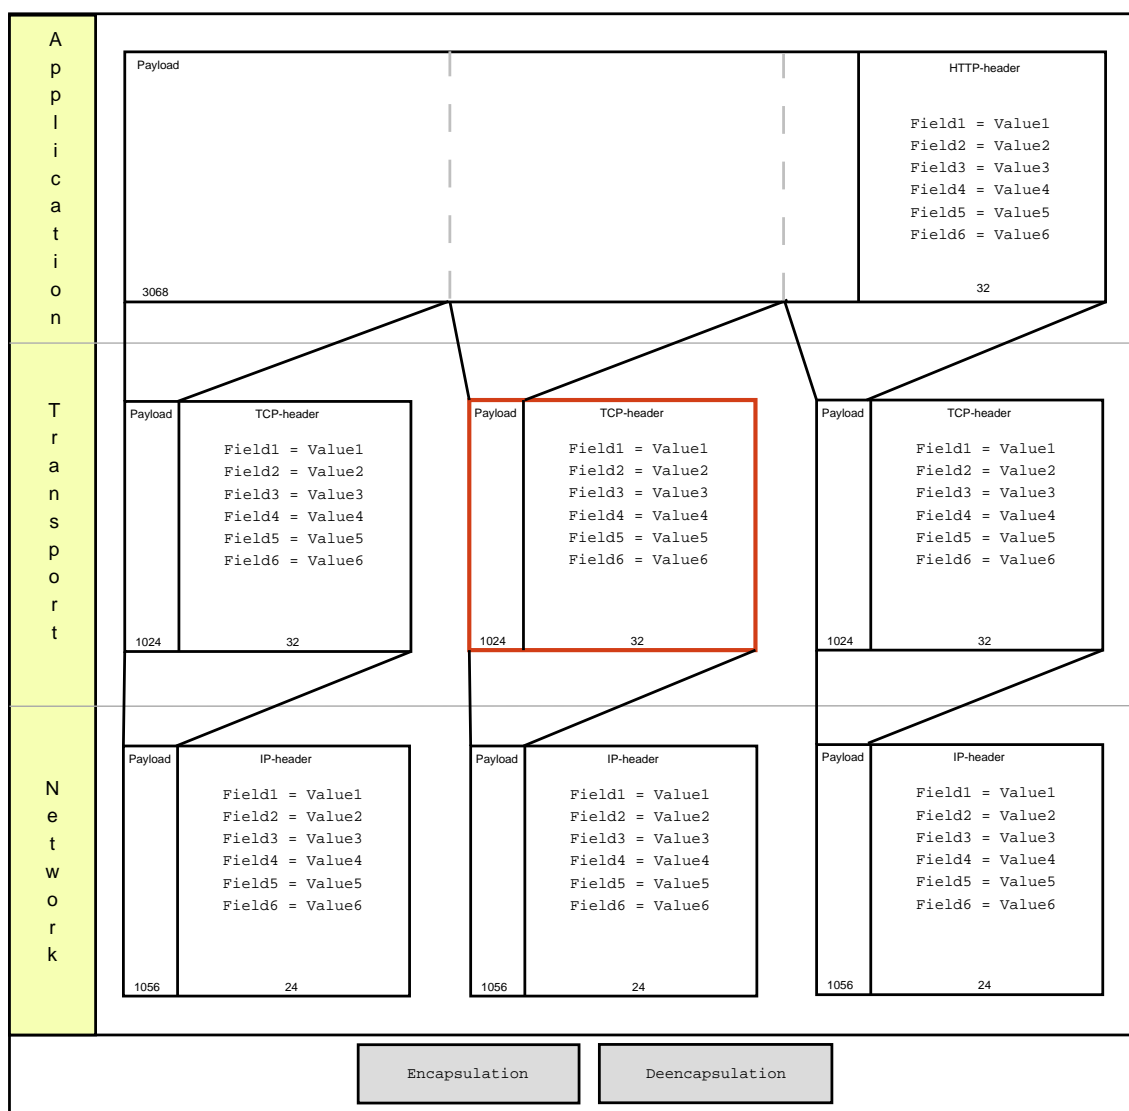 Application
Payload
HTTP-header
Field1 = Value1
Field2 = Value2
Field3 = Value3
Field4 = Value4
Field5 = Value5
Field6 = Value6
3068
32
Transport
Payload
TCP-header
Field1 = Value1
Field2 = Value2
Field3 = Value3
Field4 = Value4
Field5 = Value5
Field6 = Value6
1024
32
Payload
TCP-header
Field1 = Value1
Field2 = Value2
Field3 = Value3
Field4 = Value4
Field5 = Value5
Field6 = Value6
1024
32
Payload
TCP-header
Field1 = Value1
Field2 = Value2
Field3 = Value3
Field4 = Value4
Field5 = Value5
Field6 = Value6
1024
32
Network
Payload
IP-header
Field1 = Value1
Field2 = Value2
Field3 = Value3
Field4 = Value4
Field5 = Value5
Field6 = Value6
1056
24
Payload
IP-header
Field1 = Value1
Field2 = Value2
Field3 = Value3
Field4 = Value4
Field5 = Value5
Field6 = Value6
1056
24
Payload
IP-header
Field1 = Value1
Field2 = Value2
Field3 = Value3
Field4 = Value4
Field5 = Value5
Field6 = Value6
1056
24
Encapsulation
Deencapsulation